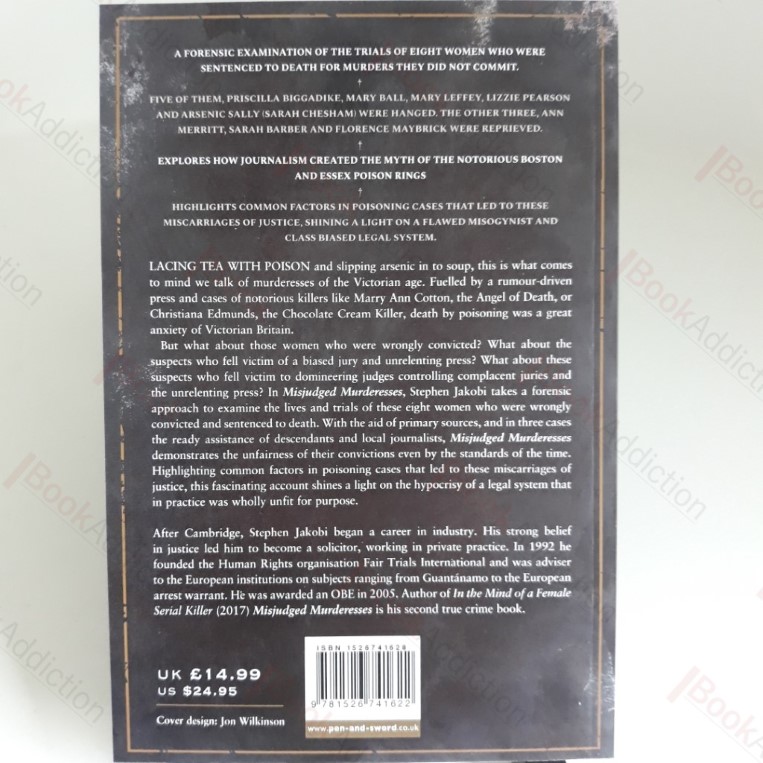 A FORENSIC EXAMINATION OF THE TRIALS OF EIGHT WOMEN WHO WERE
SENTENCED TO DEATH FOR MURDERS THEY DID NOT COMMIT.
FIVE OF THEM, PRISCILLA BIGGADIKE, MARY BALL, MARY LEFFEY, LIZZIE PEARSON
AND ARSENIC SALLY (SARAH CHESHAM) WERE HANGED. THE OTHER THREE, ANN
MERRITT, SARAH BARBER AND FLORENCE MAYBRICK WERE REPRIEVED.
EXPLORES HOW JOURNALISM CREATED THE MYTH OF THE NOTORIOUS BOSTON
AND ESSEX POISON RINGS
HIGHLIGHTS COMMON FACTORS IN POISONING CASES THAT LED TO THESE
MISCARRIAGES OF JUSTICE, SHINING A LIGHT ON A FLAWED MISOGYNIST AND
CLASS BIASED LEGAL SYSTEM.
LACING TEA WITH POISON and slipping arsenic in to soup, this is what comes
to mind we talk of murderesses of the Victorian age. Fuelled by a rumour-driven
press and cases of notorious killers like Marry Ann Cotton, the Angel of Death, or
Christiana Edmunds, the Chocolate Cream Killer, death by poisoning was a great
anxiety of Victorian Britain.
But what about those women who were wrongly convicted? What about the
suspects who fell victim of a biased jury and unrelenting press? What about these
suspects who fell victim to domineering judges controlling complacent juries and
the unrelenting press? In Misjudged Murderesses, Stephen Jakobi takes a forensic
approach to examine the lives and trials of these eight women who were wrongly
convicted and sentenced to death. With the aid of primary sources, and in three cases
the ready assistance of descendants and local journalists, Misjudged Murderesses
demonstrates the unfairness of their convictions even by the standards of the time.
Highlighting common factors in poisoning cases that led to these miscarriages of
justice, this fascinating account shines a light on the hypocrisy of a legal system that
in practice was wholly unfit for purpose.
After Cambridge, Stephen Jakobi began a career in industry. His strong belief
in justice led him to become a solicitor, working in private practice. In 1992 he
founded the Human Rights organisation Fair Trials International and was adviser
to the European institutions on subjects ranging from Guantánamo to the European
arrest warrant. He was awarded an OBE in 2005. Author of In the Mind of a Female
Serial Killer (2017) Misjudged Murderesses is his second true crime book.
UK £14.99
US $24.95
Cover design: Jon Wilkinson
ISBN 1526741628
9 781526 741622
www.pen-and-sword.co.uk
BookAddiction